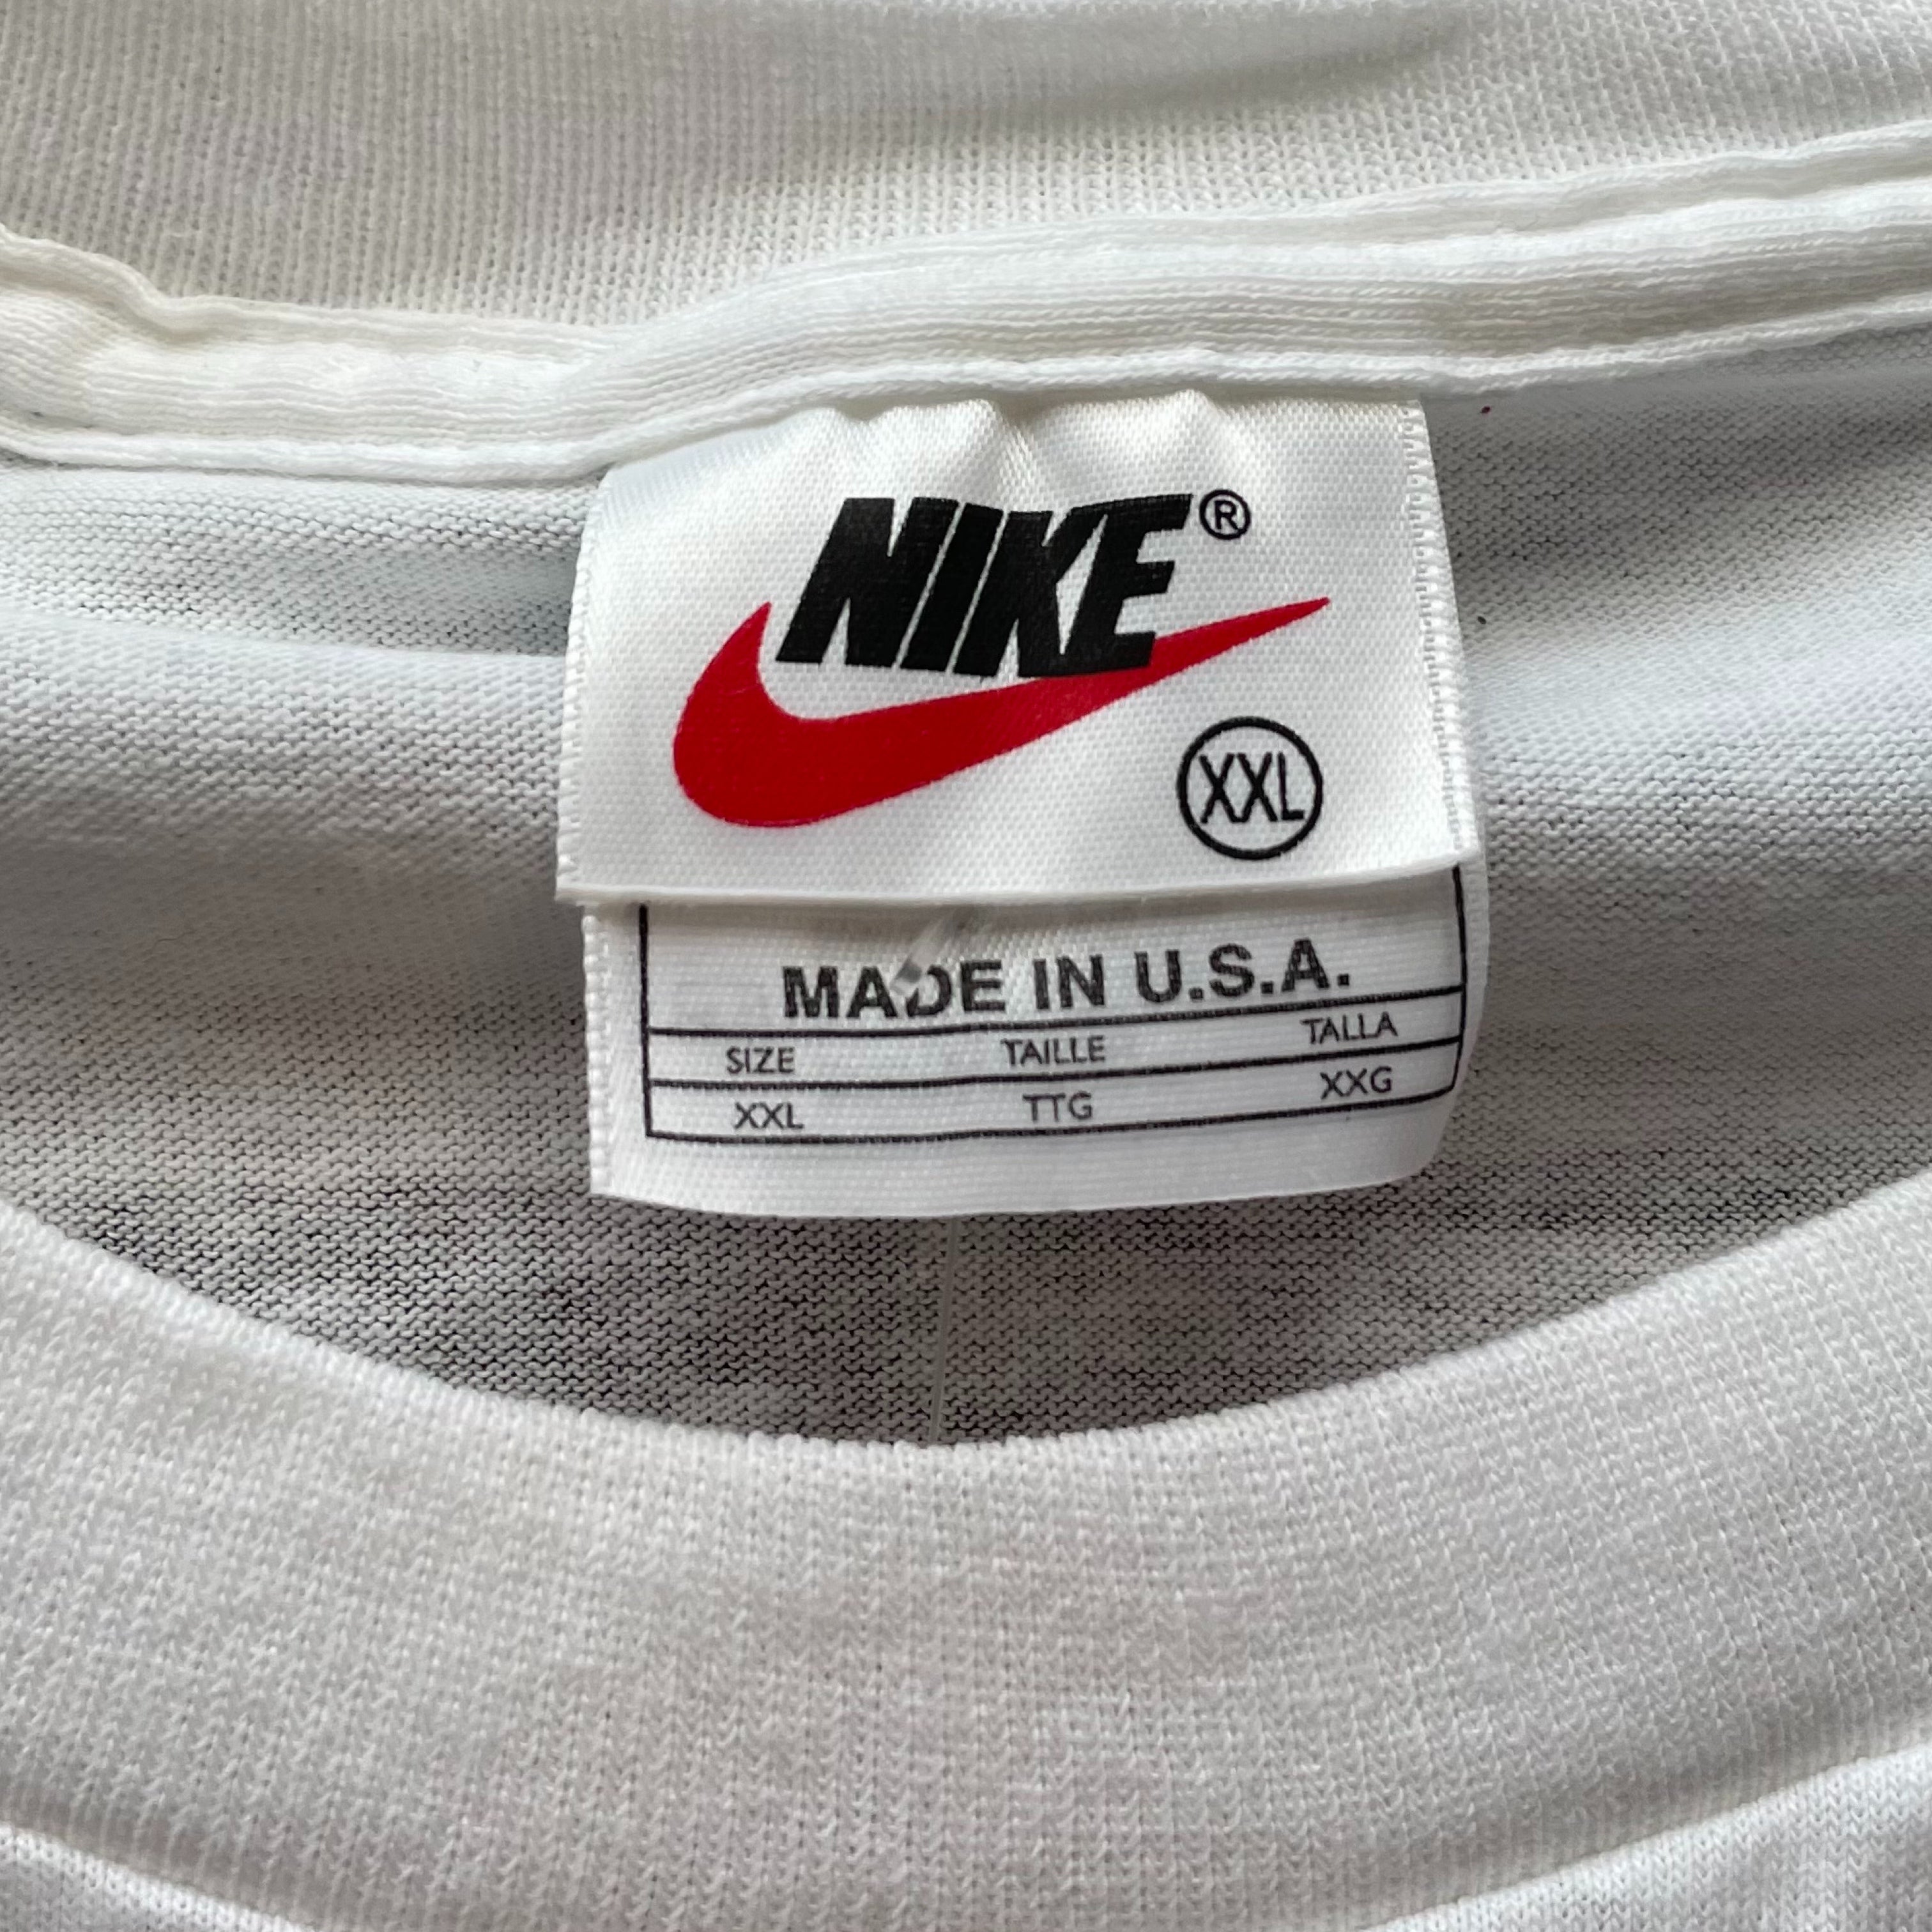 NIKE®
XXL
MADE IN U.S.A.
SIZE TAILLE TALLA
XXL TTG XXG